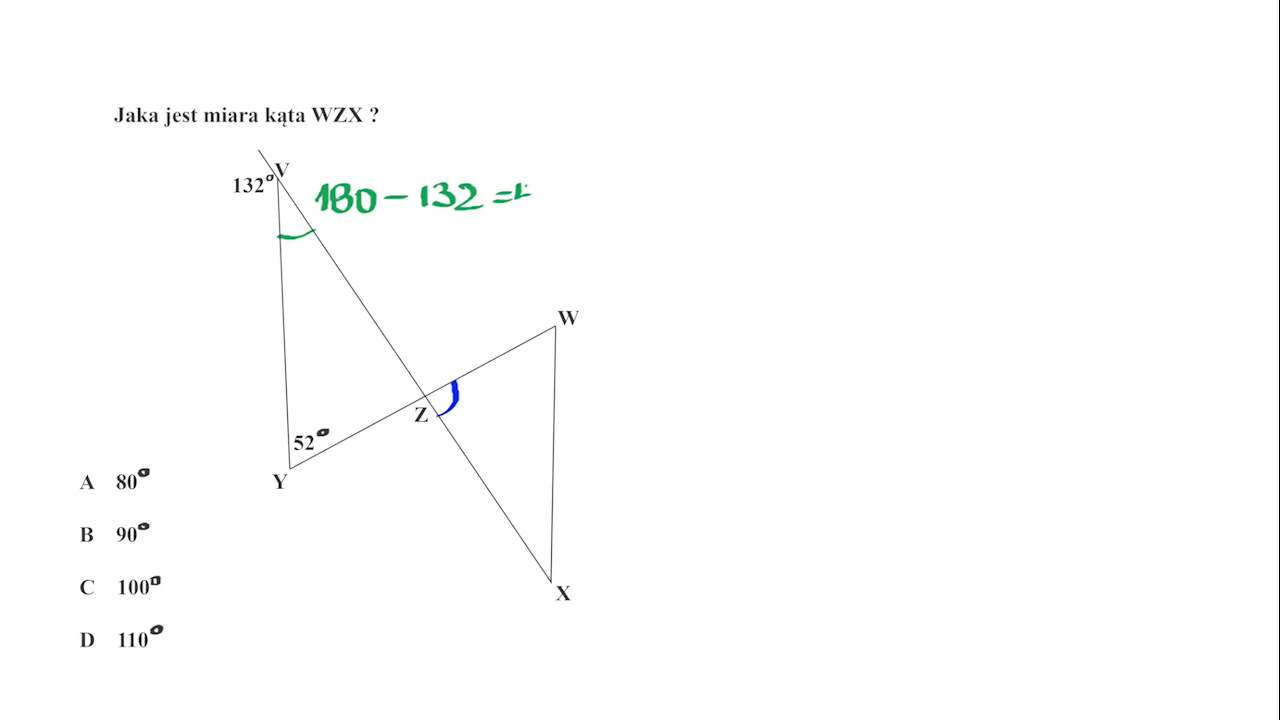 Jaka jest miara kąta WZX ?
V
132°
180 - 132 =
W
Z
52°
Y
A 80°
B 90°
C 100°
X
D 110°